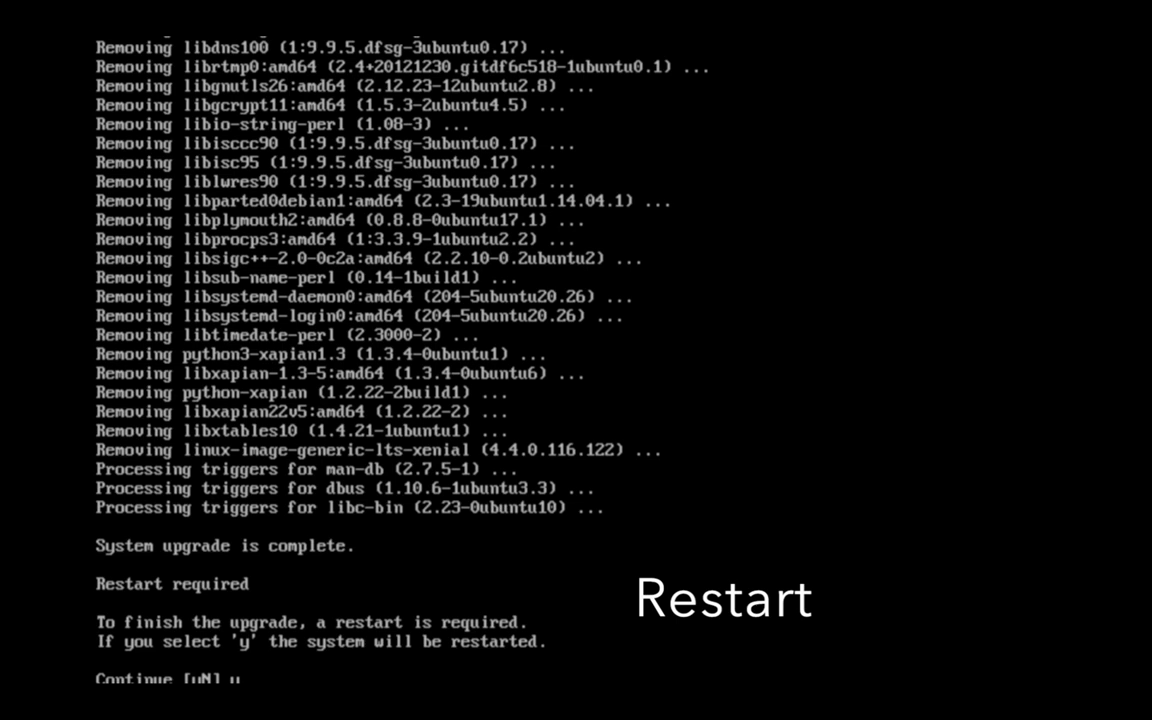 Removing libdns100 (1:9.9.5.dfsg-3ubuntu0.17) ...
Removing librtmp0:amd64 (2.4+20121230.gitdf6c518-1ubuntu0.1) ...
Removing libgnutls26:amd64 (2.12.23-12ubuntu2.8) ...
Removing libgcrypt11:amd64 (1.5.3-2ubuntu4.5) ...
Removing libio-string-perl (1.08-3) ...
Removing libisccc90 (1:9.9.5.dfsg-3ubuntu0.17) ...
Removing libisc95 (1:9.9.5.dfsg-3ubuntu0.17) ...
Removing liblwres90 (1:9.9.5.dfsg-3ubuntu0.17) ...
Removing libparted0debian1:amd64 (2.3-19ubuntu1.14.04.1) ...
Removing libplymouth2:amd64 (0.8.8-0ubuntu17.1) ...
Removing libprocps3:amd64 (1:3.3.9-1ubuntu2.2) ...
Removing libsigc++-2.0-0c2a:amd64 (2.2.10-0.2ubuntu2) ...
Removing libsub-name-perl (0.14-1build1) ...
Removing libsystemd-daemon0:amd64 (204-5ubuntu20.26) ...
Removing libsystemd-login0:amd64 (204-5ubuntu20.26) ...
Removing libtimedate-perl (2.3000-2) ...
Removing python3-xapian1.3 (1.3.4-0ubuntu1) ...
Removing libxapian-1.3-5:amd64 (1.3.4-0ubuntu6) ...
Removing python-xapian (1.2.22-2build1) ...
Removing libxapian22v5:amd64 (1.2.22-2) ...
Removing libxtables10 (1.4.21-1ubuntu1) ...
Removing linux-image-generic-lts-xenial (4.4.0.116.122) ...
Processing triggers for man-db (2.7.5-1) ...
Processing triggers for dbus (1.10.6-1ubuntu3.3) ...
Processing triggers for libc-bin (2.23-0ubuntu10) ...
System upgrade is complete.
Restart required
Restart
To finish the upgrade, a restart is required.
If you select 'y' the system will be restarted.
Continue [yN] y